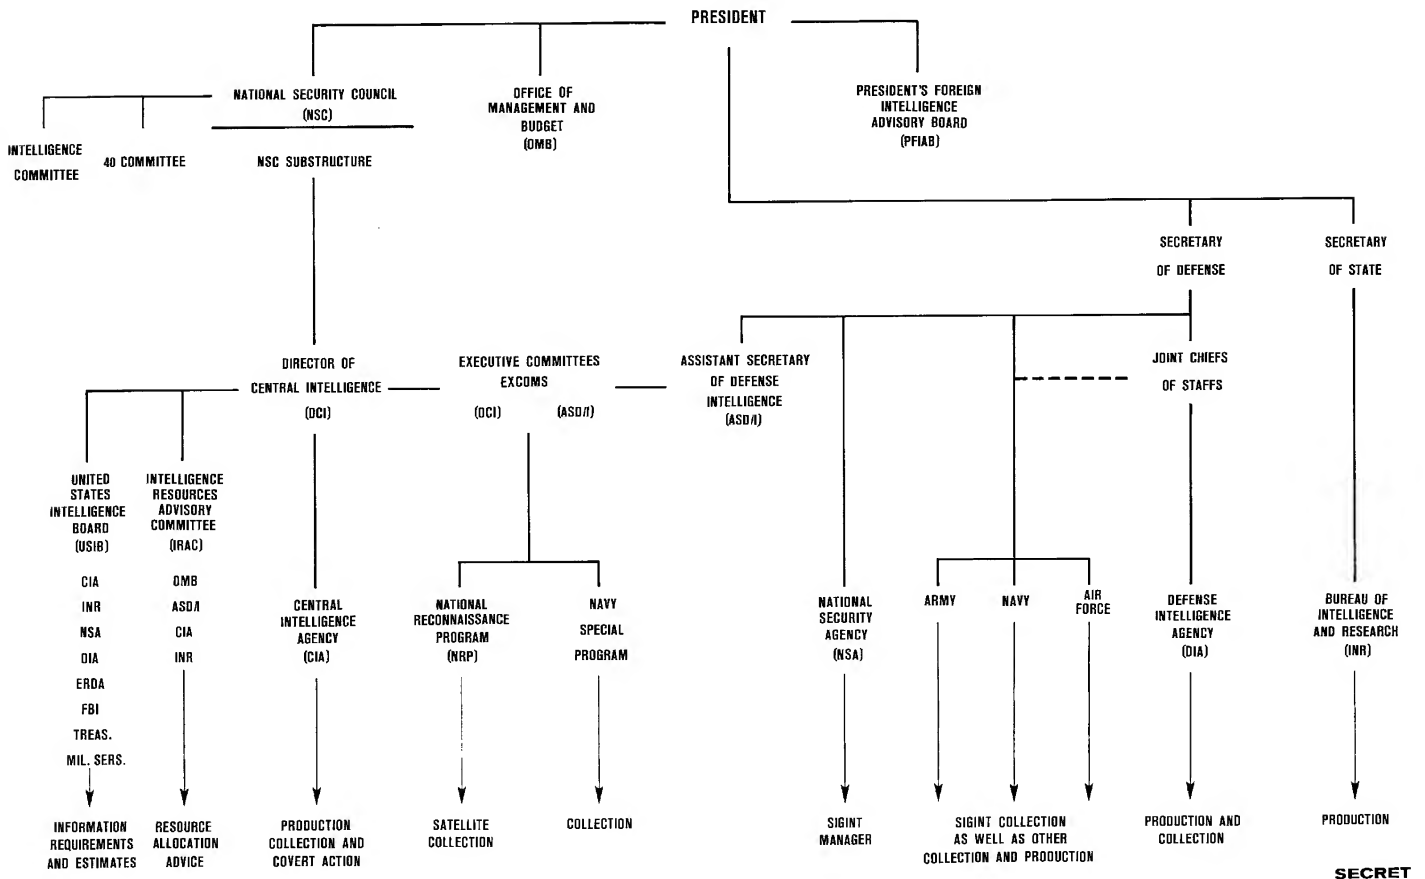 PRESIDENT
NATIONAL SECURITY COUNCIL
(NSC)
OFFICE OF
MANAGEMENT AND
BUDGET
(OMB)
PRESIDENT'S FOREIGN
INTELLIGENCE
ADVISORY BOARD
(PFIAB)
INTELLIGENCE
COMMITTEE
40 COMMITTEE
NSC SUBSTRUCTURE
SECRETARY
OF DEFENSE
SECRETARY
OF STATE
DIRECTOR OF
CENTRAL INTELLIGENCE
(DCI)
EXECUTIVE COMMITTEES
EXCOMS
(DCI) (ASD/I)
ASSISTANT SECRETARY
OF DEFENSE
INTELLIGENCE
(ASD/I)
JOINT CHIEFS
OF STAFFS
UNITED
STATES
INTELLIGENCE
BOARD
(USIB)
CIA
INR
NSA
DIA
ERDA
FBI
TREAS.
MIL. SERS.
INTELLIGENCE
RESOURCES
ADVISORY
COMMITTEE
(IRAC)
OMB
ASD/I
CIA
INR
CENTRAL
INTELLIGENCE
AGENCY
(CIA)
NATIONAL
RECONNAISSANCE
PROGRAM
(NRP)
NAVY
SPECIAL
PROGRAM
NATIONAL
SECURITY
AGENCY
(NSA)
ARMY
NAVY
AIR
FORCE
DEFENSE
INTELLIGENCE
AGENCY
(DIA)
BUREAU OF
INTELLIGENCE
AND RESEARCH
(INR)
INFORMATION
REQUIREMENTS
AND ESTIMATES
RESOURCE
ALLOCATION
ADVICE
PRODUCTION
COLLECTION AND
COVERT ACTION
SATELLITE
COLLECTION
COLLECTION
SIGINT
MANAGER
SIGINT COLLECTION
AS WELL AS OTHER
COLLECTION AND PRODUCTION
PRODUCTION AND
COLLECTION
PRODUCTION
SECRET